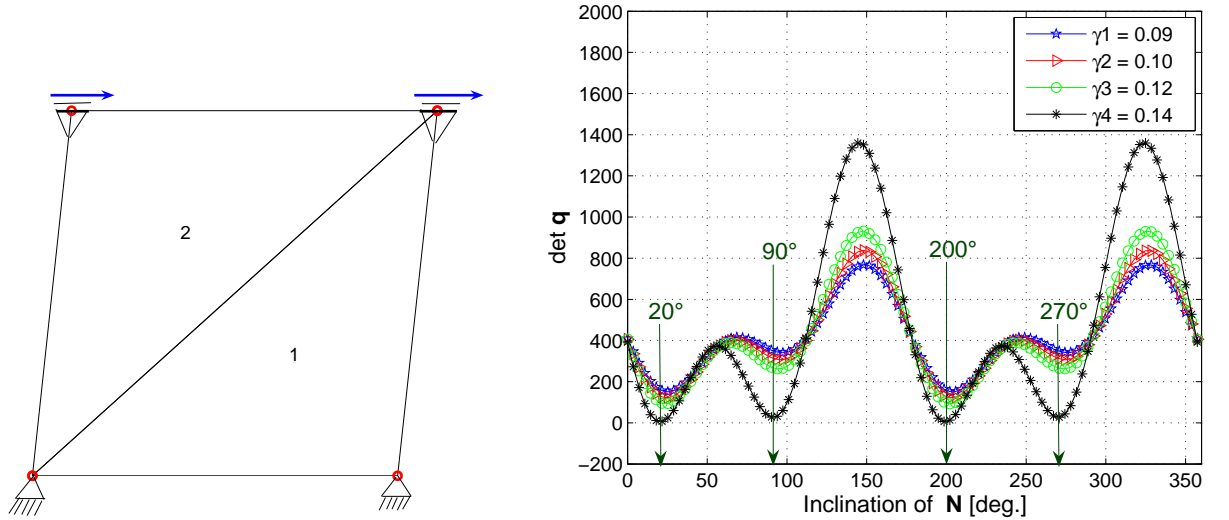 2
1
2000
1800
1600
1400
1200
1000
800
600
400
200
0
−200
det q
γ1 = 0.09
γ2 = 0.10
γ3 = 0.12
γ4 = 0.14
20°
90°
200°
270°
0 50 100 150 200 250 300 350
Inclination of N [deg.]